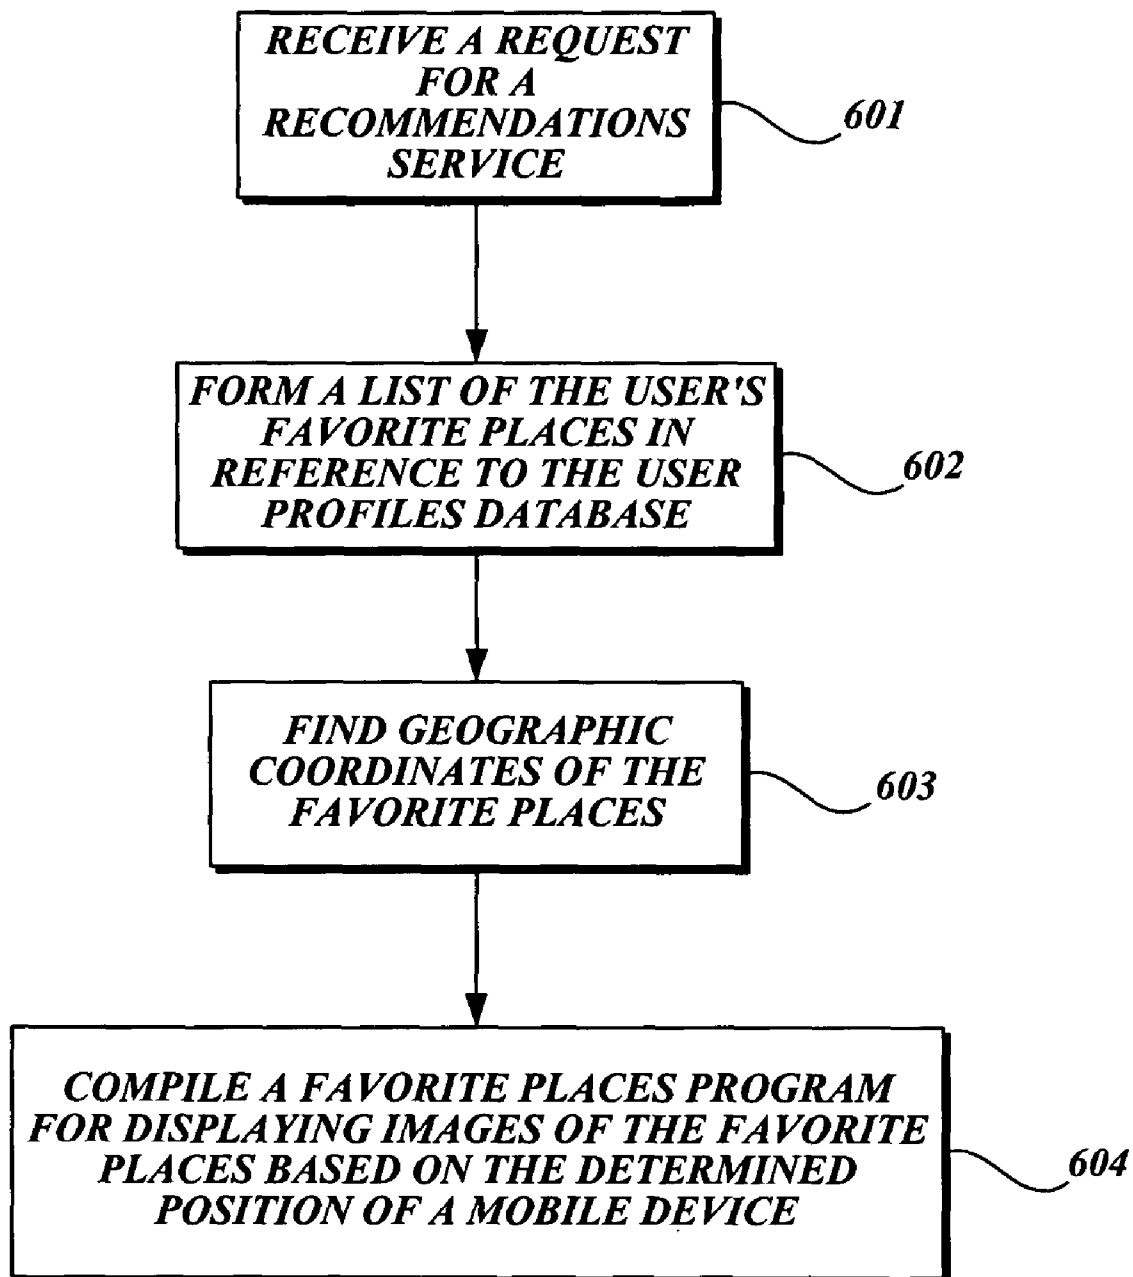 RECEIVE A REQUEST
FOR A
RECOMMENDATIONS
SERVICE
601
FORM A LIST OF THE USER'S
FAVORITE PLACES IN
REFERENCE TO THE USER
PROFILES DATABASE
602
FIND GEOGRAPHIC
COORDINATES OF THE
FAVORITE PLACES
603
COMPILE A FAVORITE PLACES PROGRAM
FOR DISPLAYING IMAGES OF THE FAVORITE
PLACES BASED ON THE DETERMINED
POSITION OF A MOBILE DEVICE
604